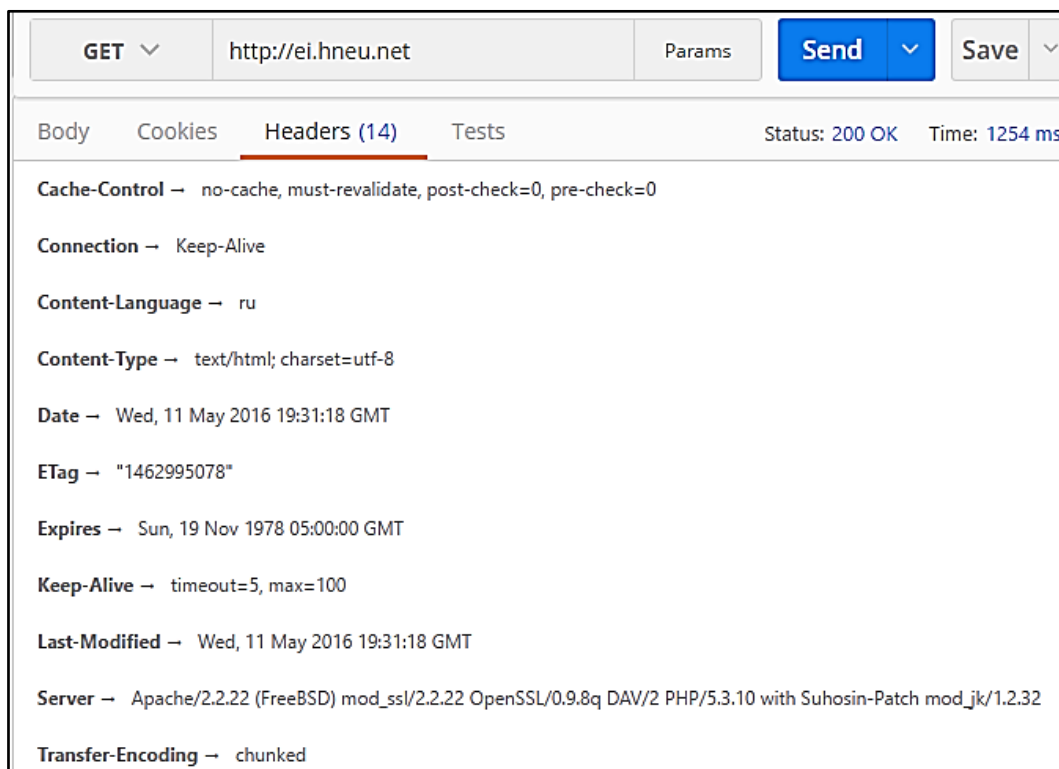 GET http://ei.hneu.net Params Send Save
Body Cookies Headers (14) Tests Status: 200 OK Time: 1254 ms
Cache-Control → no-cache, must-revalidate, post-check=0, pre-check=0
Connection → Keep-Alive
Content-Language → ru
Content-Type → text/html; charset=utf-8
Date → Wed, 11 May 2016 19:31:18 GMT
ETag → "1462995078"
Expires → Sun, 19 Nov 1978 05:00:00 GMT
Keep-Alive → timeout=5, max=100
Last-Modified → Wed, 11 May 2016 19:31:18 GMT
Server → Apache/2.2.22 (FreeBSD) mod_ssl/2.2.22 OpenSSL/0.9.8q DAV/2 PHP/5.3.10 with Suhosin-Patch mod_jk/1.2.32
Transfer-Encoding → chunked